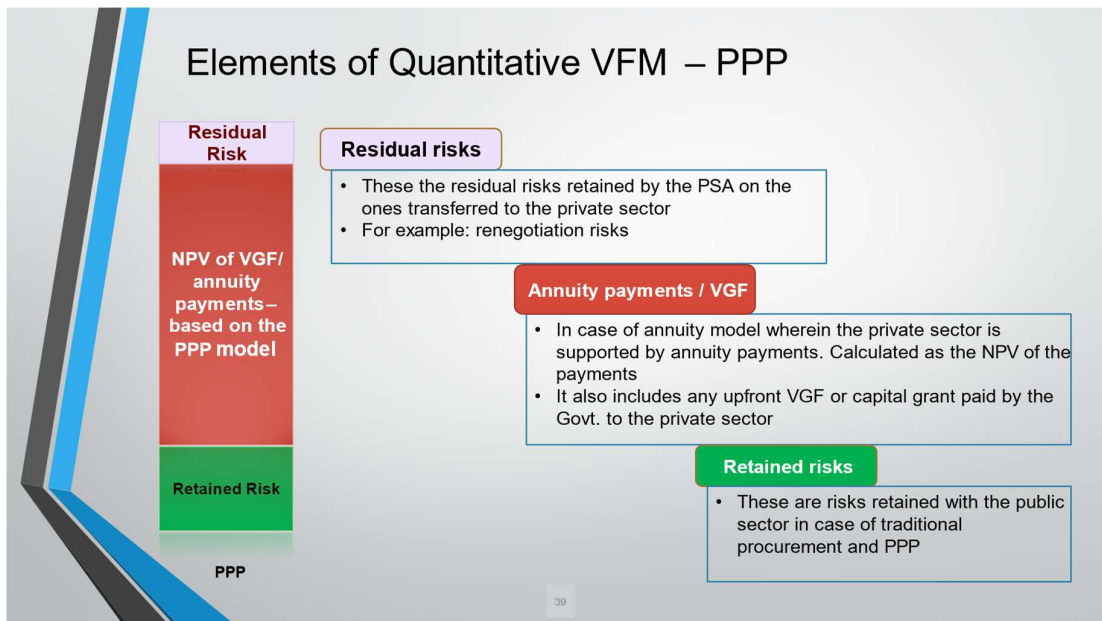 Elements of Quantitative VFM – PPP
Residual
Risk
NPV of VGF/
annuity
payments–
based on the
PPP model
Retained Risk
PPP
Residual risks
• These the residual risks retained by the PSA on the
ones transferred to the private sector
• For example: renegotiation risks
Annuity payments / VGF
• In case of annuity model wherein the private sector is
supported by annuity payments. Calculated as the NPV of the
payments
• It also includes any upfront VGF or capital grant paid by the
Govt. to the private sector
Retained risks
• These are risks retained with the public
sector in case of traditional
procurement and PPP
39